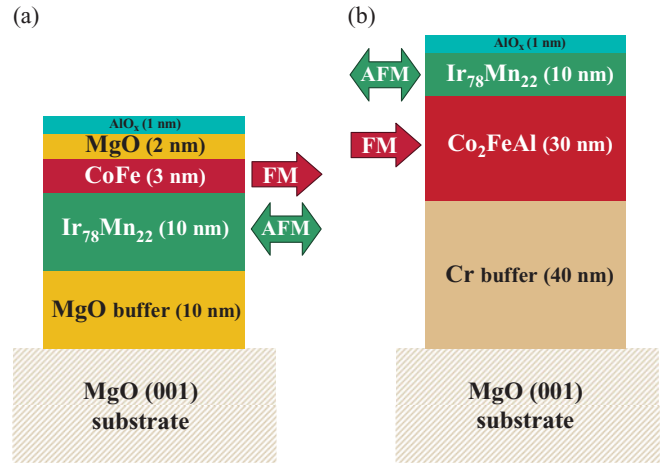 (a)
AlOₓ (1 nm)
MgO (2 nm)
CoFe (3 nm)
FM
Ir₇₈Mn₂₂ (10 nm)
AFM
MgO buffer (10 nm)
MgO (001)
substrate
(b)
AlOₓ (1 nm)
AFM
Ir₇₈Mn₂₂ (10 nm)
FM
Co₂FeAl (30 nm)
Cr buffer (40 nm)
MgO (001)
substrate